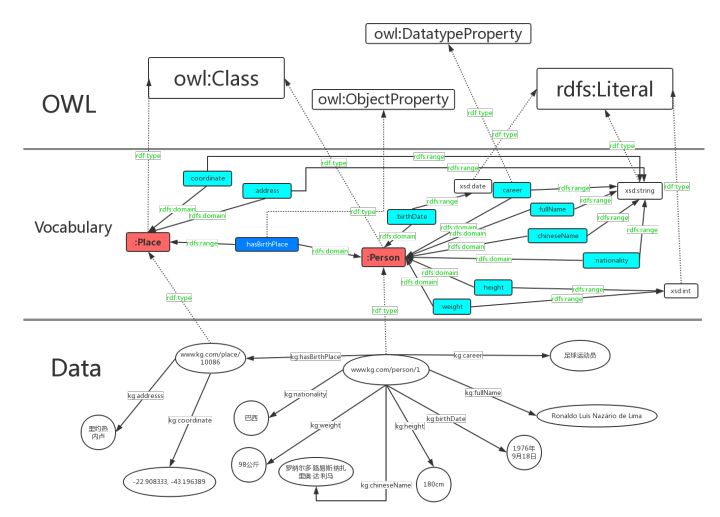 owl:DatatypeProperty
owl:Class
rdfs:Literal
owl:ObjectProperty
OWL
rdf:type
rdf:type
rdf:type
rdf:type
rdfs:range
rdf:type
rdfs:range
:coordinate
:address
xsd:date
:career
rdfs:range
xsd:string
rdf:type
rdfs:domain
rdfs:domain
rdf:type
:birthDate
rdfs:range
:fullName
rdfs:range
Vocabulary
rdfs:domain
rdfs:domain
rdfs:domain
:chineseName
rdfs:range
:Place
rdfs:range
:hasBirthPlace
rdfs:domain
:Person
rdfs:domain
rdfs:domain
:nationality
rdfs:range
rdfs:domain
rdfs:domain
:height
rdfs:range
xsd:int
rdf:type
:weight
rdfs:range
rdf:type
Data
www.kg.com/place/
10086
kg:hasBirthPlace
kg:career
足球运动员
www.kg.com/person/1
kg:addresss
kg:nationality
kg:fullName
kg:coordinate
巴西
kg:weight
kg:height
kg:birthDate
Ronaldo Luis Nazário de Lima
里约热
内卢
98公斤
罗纳尔多·路易斯·纳扎
里奥·达·利马
1976年
9月18日
-22.908333, -43.196389
kg:chineseName
180cm